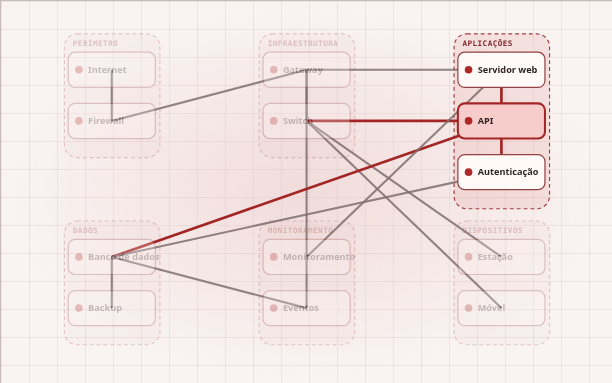 PERÍMETRO
Internet
Firewall
INFRAESTRUTURA
Gateway
Switch
APLICAÇÕES
Servidor web
API
Autenticação
DADOS
Banco de dados
Backup
MONITORAMENTO
Monitoramento
Eventos
DISPOSITIVOS
Estação
Móvel